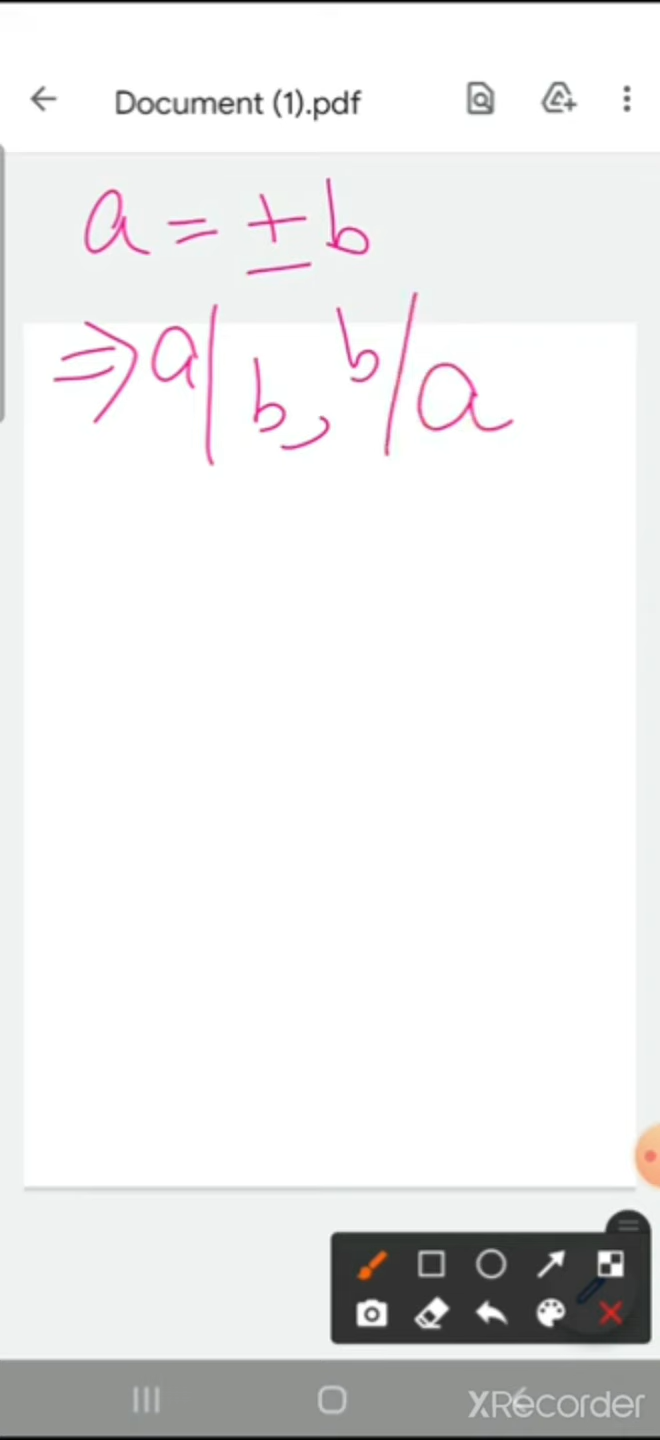 Document (1).pdf
a = ± b
⇒ a/b, b/a
XRecorder